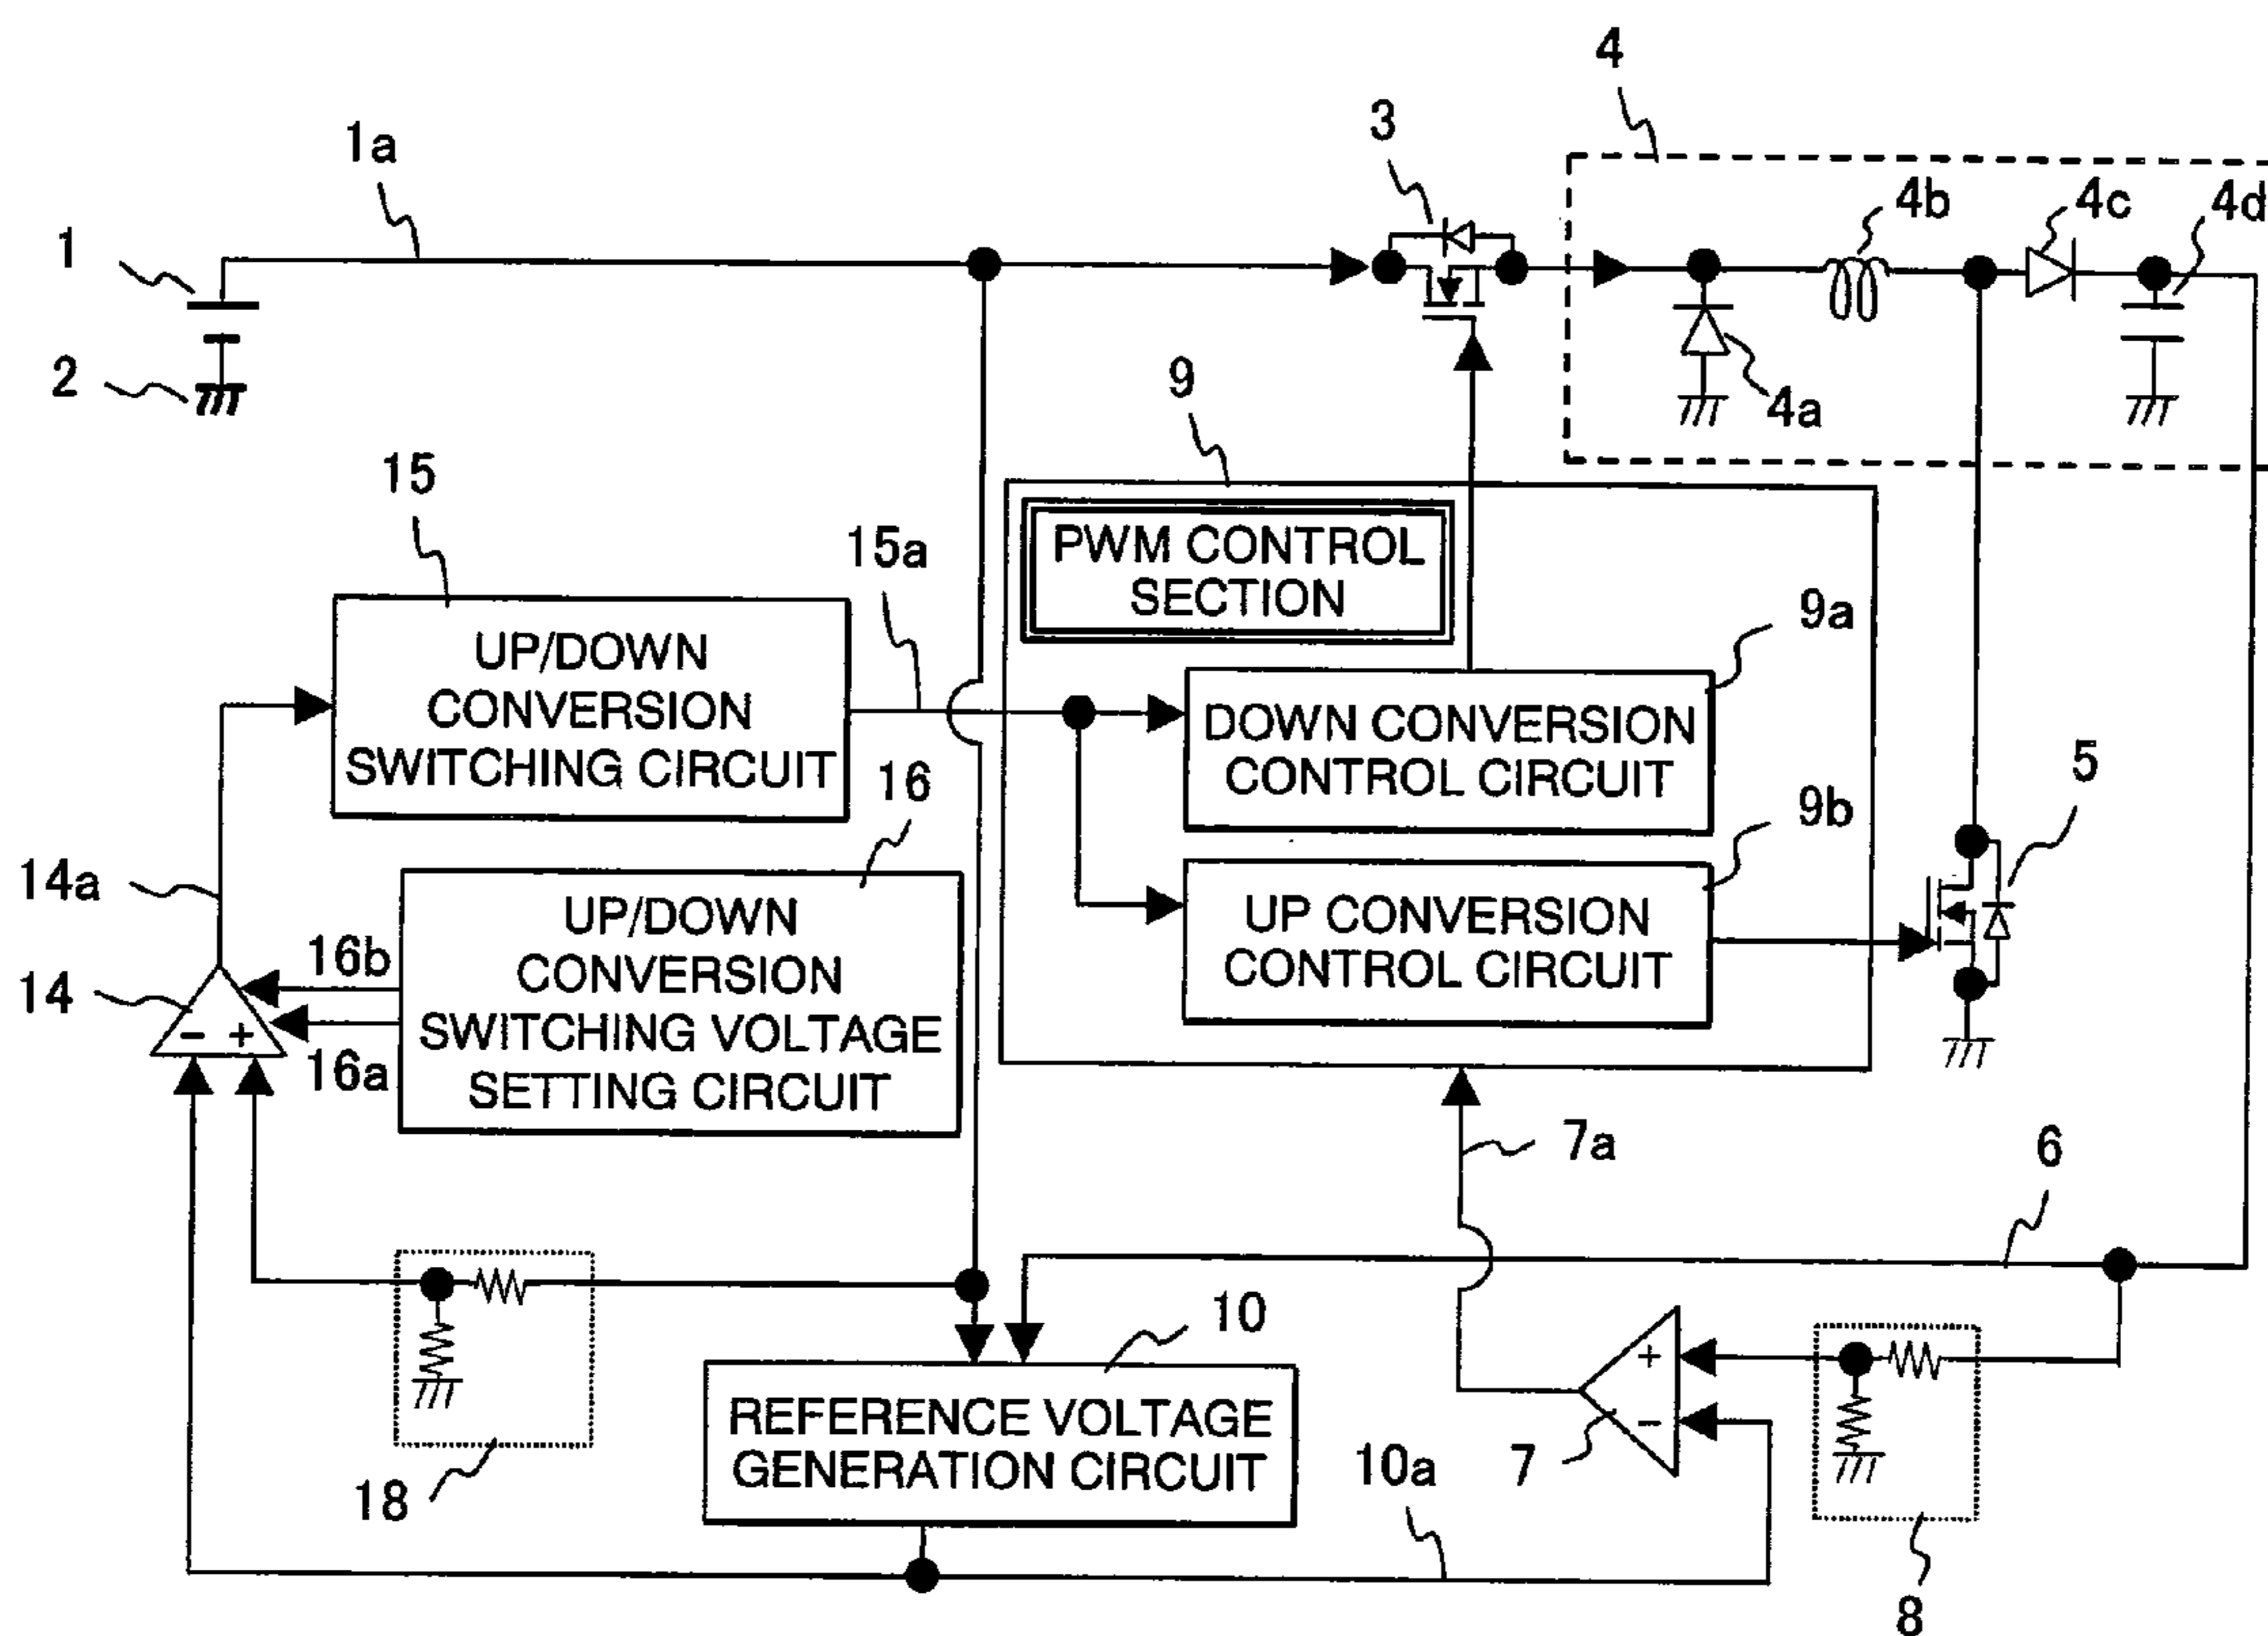 4
3
1a
4b
4c
4d
1
2
4a
9
15
15a
PWM CONTROL
SECTION
9a
UP/DOWN
CONVERSION
SWITCHING CIRCUIT
DOWN CONVERSION
CONTROL CIRCUIT
16
5
9b
14a
UP/DOWN
CONVERSION
SWITCHING VOLTAGE
SETTING CIRCUIT
UP CONVERSION
CONTROL CIRCUIT
16b
14
- +
16a
7a
6
10
REFERENCE VOLTAGE
GENERATION CIRCUIT
+
-
7
18
10a
8